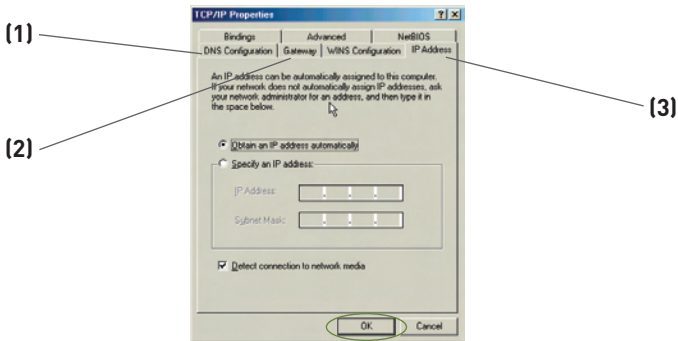 TCP/IP Properties
Bindings Advanced NetBIOS
DNS Configuration Gateway WINS Configuration IP Address
(1)
(2)
(3)
An IP address can be automatically assigned to this computer.
If your network does not automatically assign IP addresses, ask
your network administrator for an address, and then type it in
the space below.
Obtain an IP address automatically
Specify an IP address:
IP Address:
Subnet Mask:
Detect connection to network media
OK Cancel